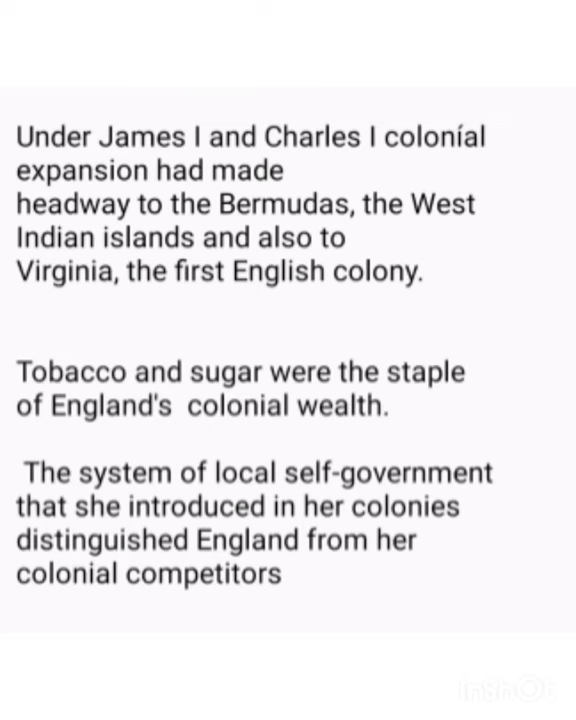 Under James I and Charles I coloníal
expansion had made
headway to the Bermudas, the West
Indian islands and also to
Virginia, the first English colony.
Tobacco and sugar were the staple
of England's  colonial wealth.
The system of local self-government
that she introduced in her colonies
distinguished England from her
colonial competitors
InShOt